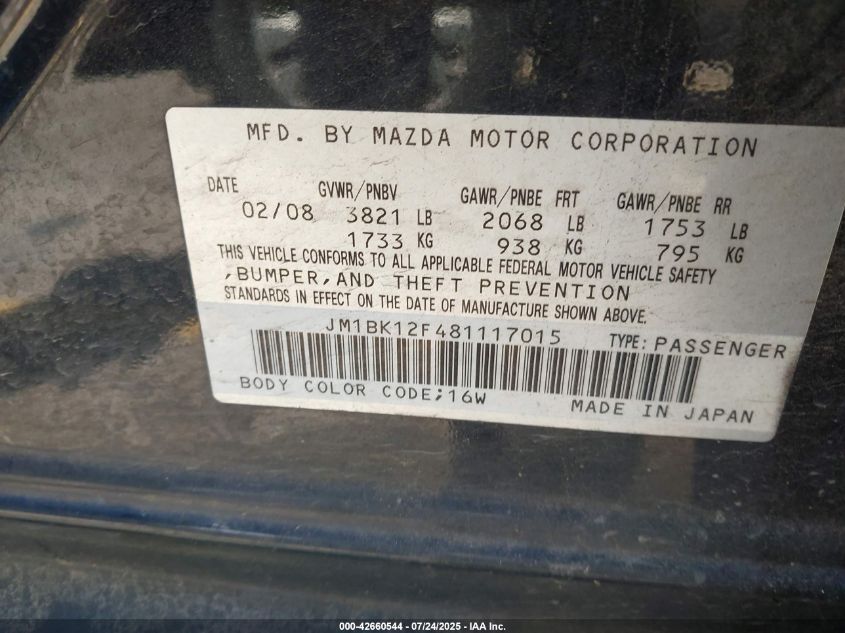 MFD. BY MAZDA MOTOR CORPORATION
DATE GVWR/PNBV GAWR/PNBE FRT GAWR/PNBE RR
02/08 3821 LB 2068 LB 1753 LB
1733 KG 938 KG 795 KG
THIS VEHICLE CONFORMS TO ALL APPLICABLE FEDERAL MOTOR VEHICLE SAFETY
,BUMPER,AND THEFT PREVENTION
STANDARDS IN EFFECT ON THE DATE OF MANUFACTURE SHOWN ABOVE.
JM1BK12F481117015 TYPE: PASSENGER
BODY COLOR CODE;16W MADE IN JAPAN
000-42660544 / 07/24/2025 - IAA Inc.